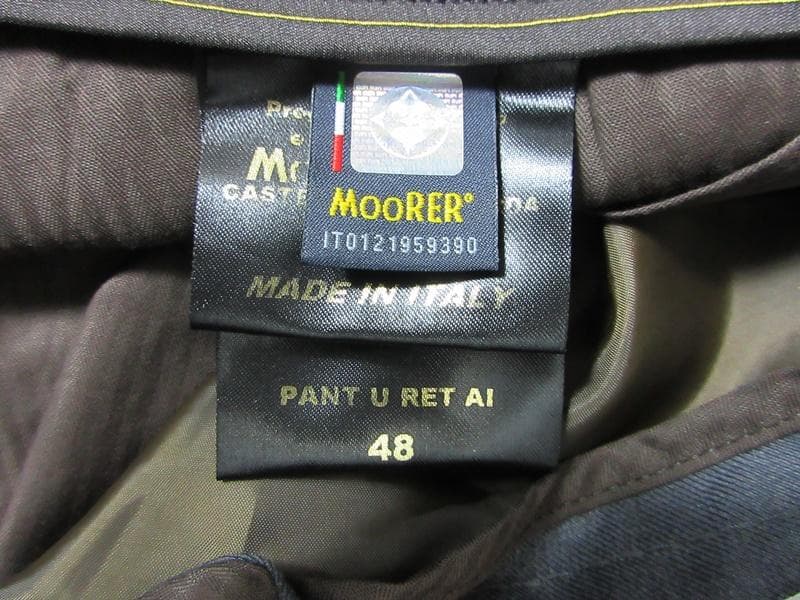 MooRER®
IT0121959390
MADE IN ITALY
PANT U RET AI
48